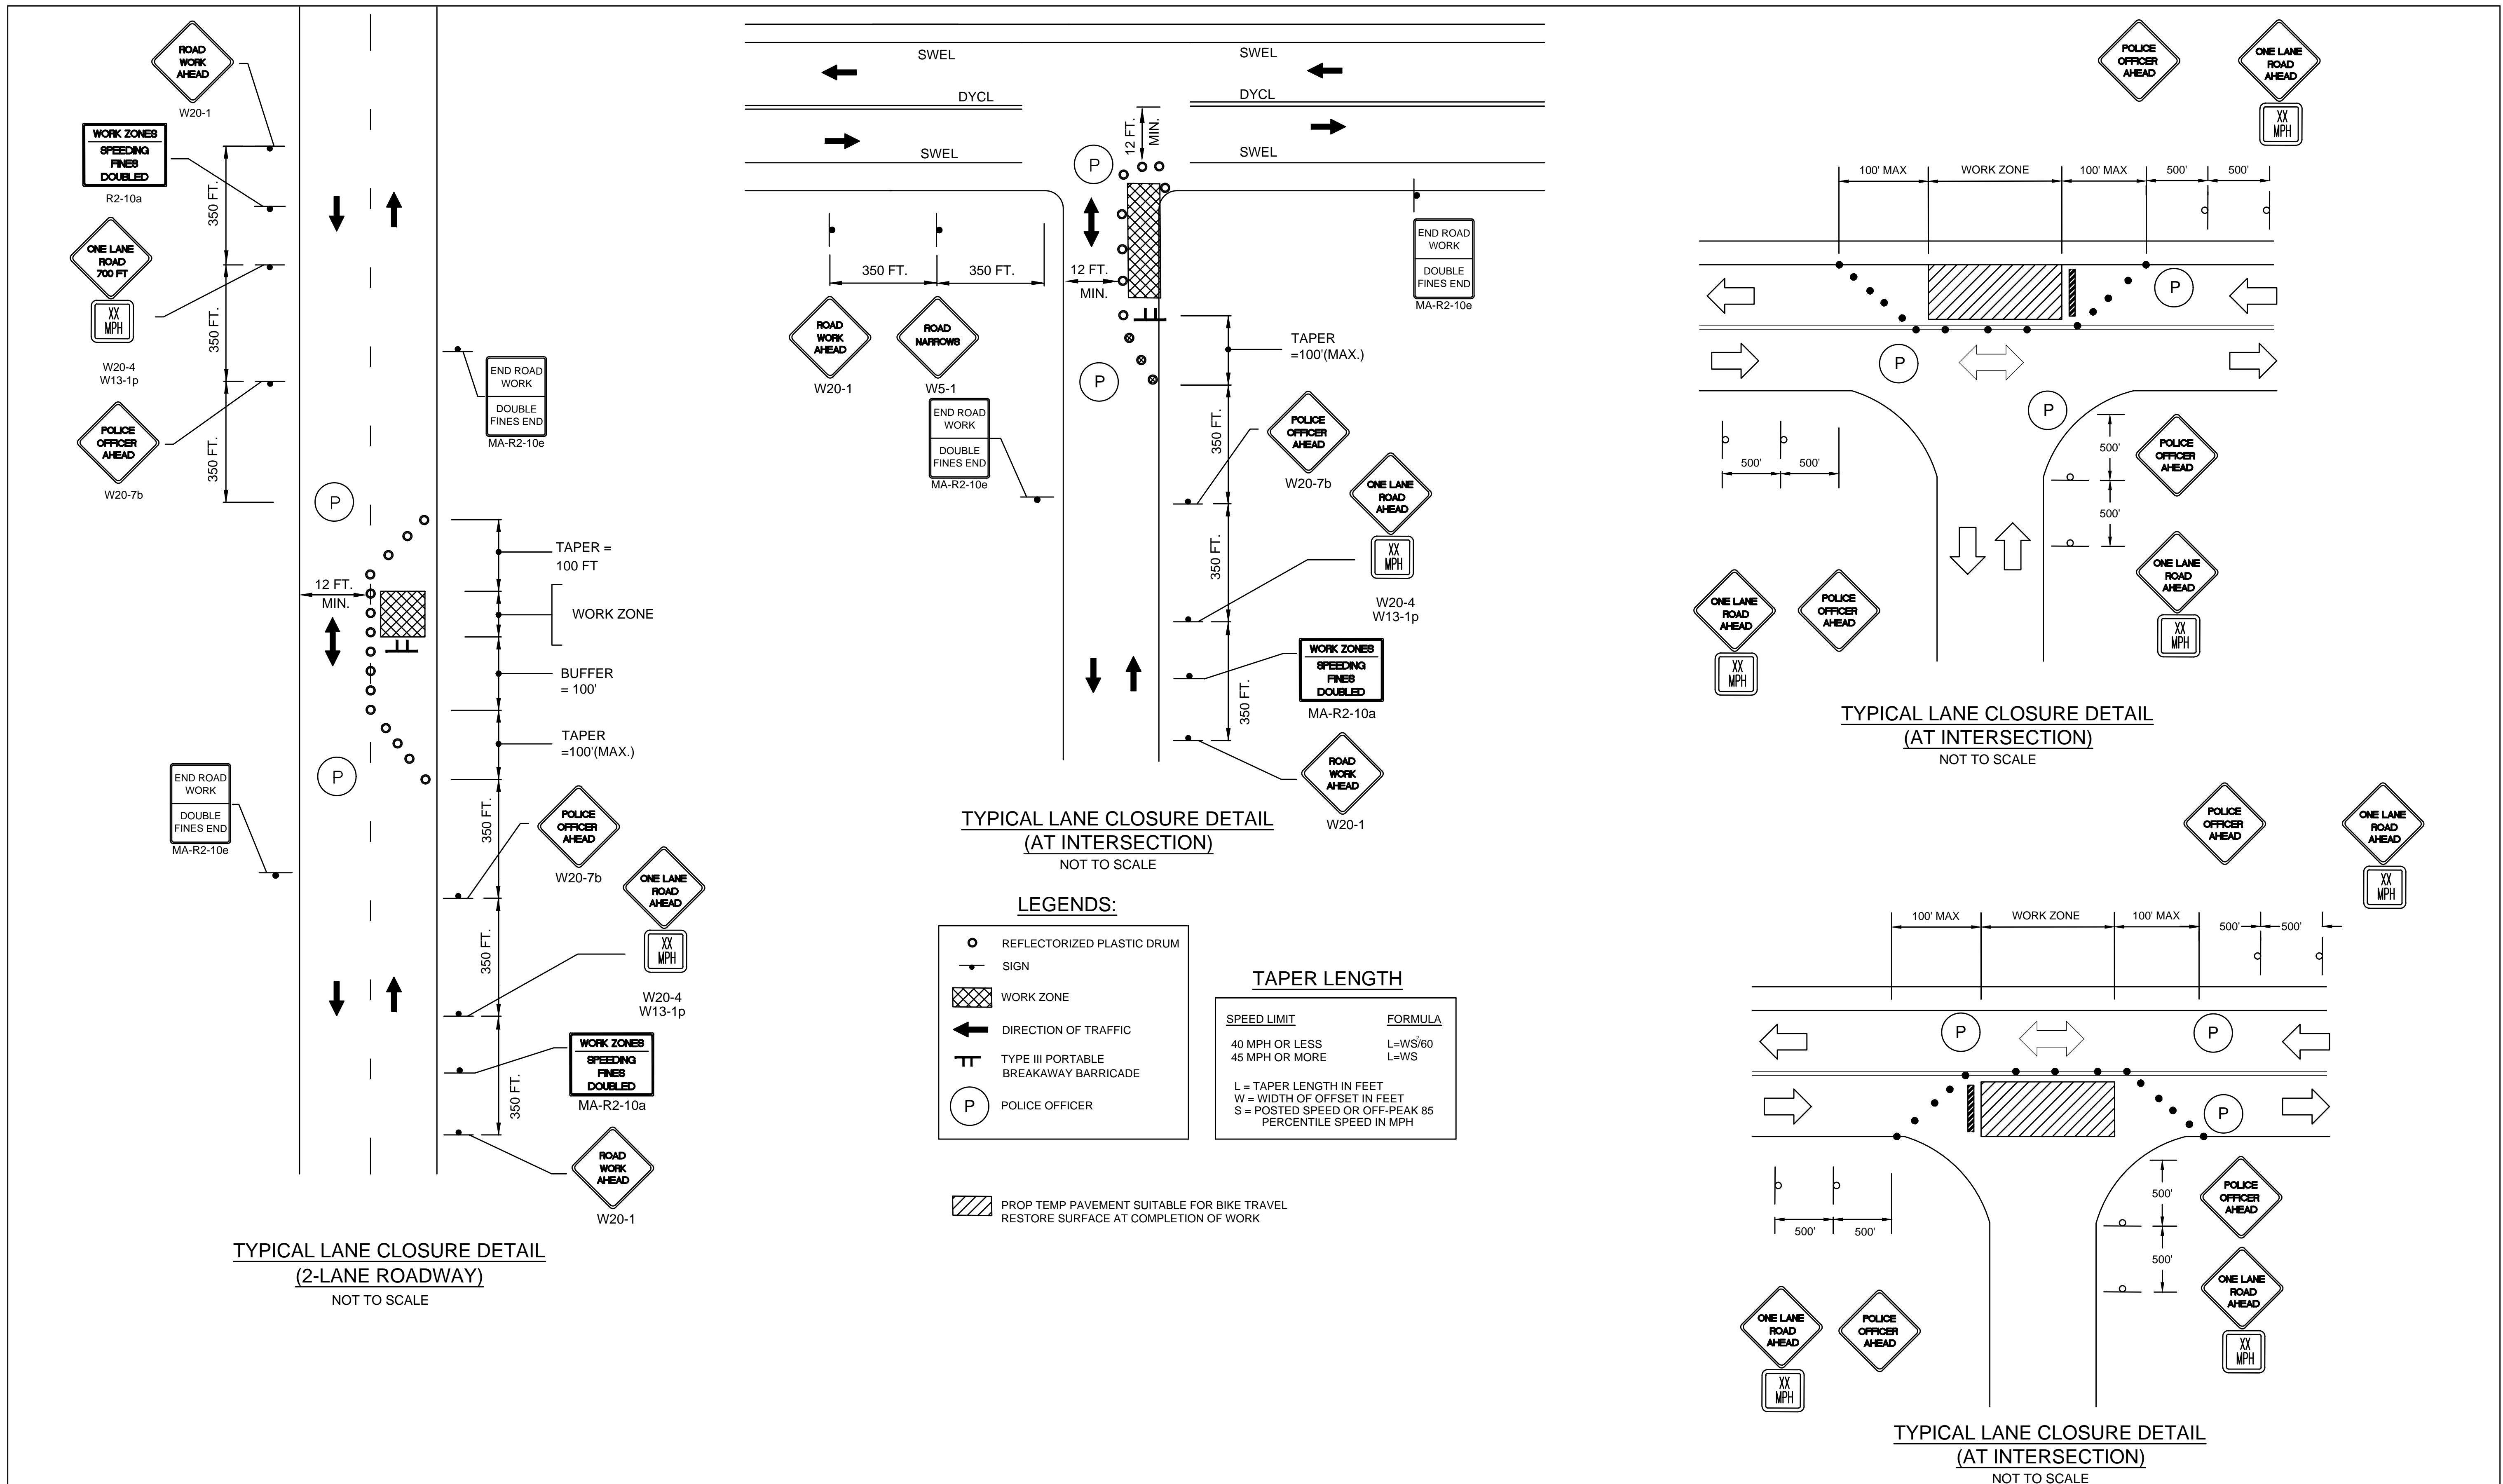 ROAD
WORK
AHEAD
W20-1
WORK ZONES
SPEEDING
FINES
DOUBLED
R2-10a
350 FT.
ONE LANE
ROAD
700 FT
XX
MPH
W20-4
W13-1p
350 FT.
POLICE
OFFICER
AHEAD
W20-7b
350 FT.
END ROAD
WORK
DOUBLE
FINES END
MA-R2-10e
P
TAPER =
100 FT
12 FT.
MIN.
WORK ZONE
BUFFER
= 100'
TAPER
=100'(MAX.)
P
END ROAD
WORK
DOUBLE
FINES END
MA-R2-10e
350 FT.
POLICE
OFFICER
AHEAD
W20-7b
350 FT.
ONE LANE
ROAD
AHEAD
XX
MPH
W20-4
W13-1p
350 FT.
WORK ZONES
SPEEDING
FINES
DOUBLED
MA-R2-10a
ROAD
WORK
AHEAD
W20-1
TYPICAL LANE CLOSURE DETAIL
(2-LANE ROADWAY)
NOT TO SCALE
SWEL
SWEL
DYCL
DYCL
12 FT.
MIN.
SWEL
SWEL
P
350 FT.
350 FT.
12 FT.
MIN.
END ROAD
WORK
DOUBLE
FINES END
MA-R2-10e
ROAD
WORK
AHEAD
W20-1
ROAD
NARROWS
W5-1
TAPER
=100'(MAX.)
P
END ROAD
WORK
DOUBLE
FINES END
MA-R2-10e
350 FT.
POLICE
OFFICER
AHEAD
W20-7b
350 FT.
ONE LANE
ROAD
AHEAD
XX
MPH
W20-4
W13-1p
350 FT.
WORK ZONES
SPEEDING
FINES
DOUBLED
MA-R2-10a
ROAD
WORK
AHEAD
W20-1
TYPICAL LANE CLOSURE DETAIL
(AT INTERSECTION)
NOT TO SCALE
LEGENDS:
REFLECTORIZED PLASTIC DRUM
SIGN
WORK ZONE
DIRECTION OF TRAFFIC
TYPE III PORTABLE
BREAKAWAY BARRICADE
P POLICE OFFICER
PROP TEMP PAVEMENT SUITABLE FOR BIKE TRAVEL
RESTORE SURFACE AT COMPLETION OF WORK
TAPER LENGTH
SPEED LIMIT FORMULA
40 MPH OR LESS L=WS²/60
45 MPH OR MORE L=WS
L = TAPER LENGTH IN FEET
W = WIDTH OF OFFSET IN FEET
S = POSTED SPEED OR OFF-PEAK 85
PERCENTILE SPEED IN MPH
POLICE
OFFICER
AHEAD
ONE LANE
ROAD
AHEAD
XX
MPH
100' MAX WORK ZONE 100' MAX 500' 500'
P
P
P
500' 500'
500'
POLICE
OFFICER
AHEAD
500'
ONE LANE
ROAD
AHEAD
XX
MPH
ONE LANE
ROAD
AHEAD
XX
MPH
POLICE
OFFICER
AHEAD
TYPICAL LANE CLOSURE DETAIL
(AT INTERSECTION)
NOT TO SCALE
POLICE
OFFICER
AHEAD
ONE LANE
ROAD
AHEAD
XX
MPH
100' MAX WORK ZONE 100' MAX 500' 500'
P
P
P
500' 500'
500'
POLICE
OFFICER
AHEAD
500'
ONE LANE
ROAD
AHEAD
XX
MPH
ONE LANE
ROAD
AHEAD
XX
MPH
POLICE
OFFICER
AHEAD
TYPICAL LANE CLOSURE DETAIL
(AT INTERSECTION)
NOT TO SCALE